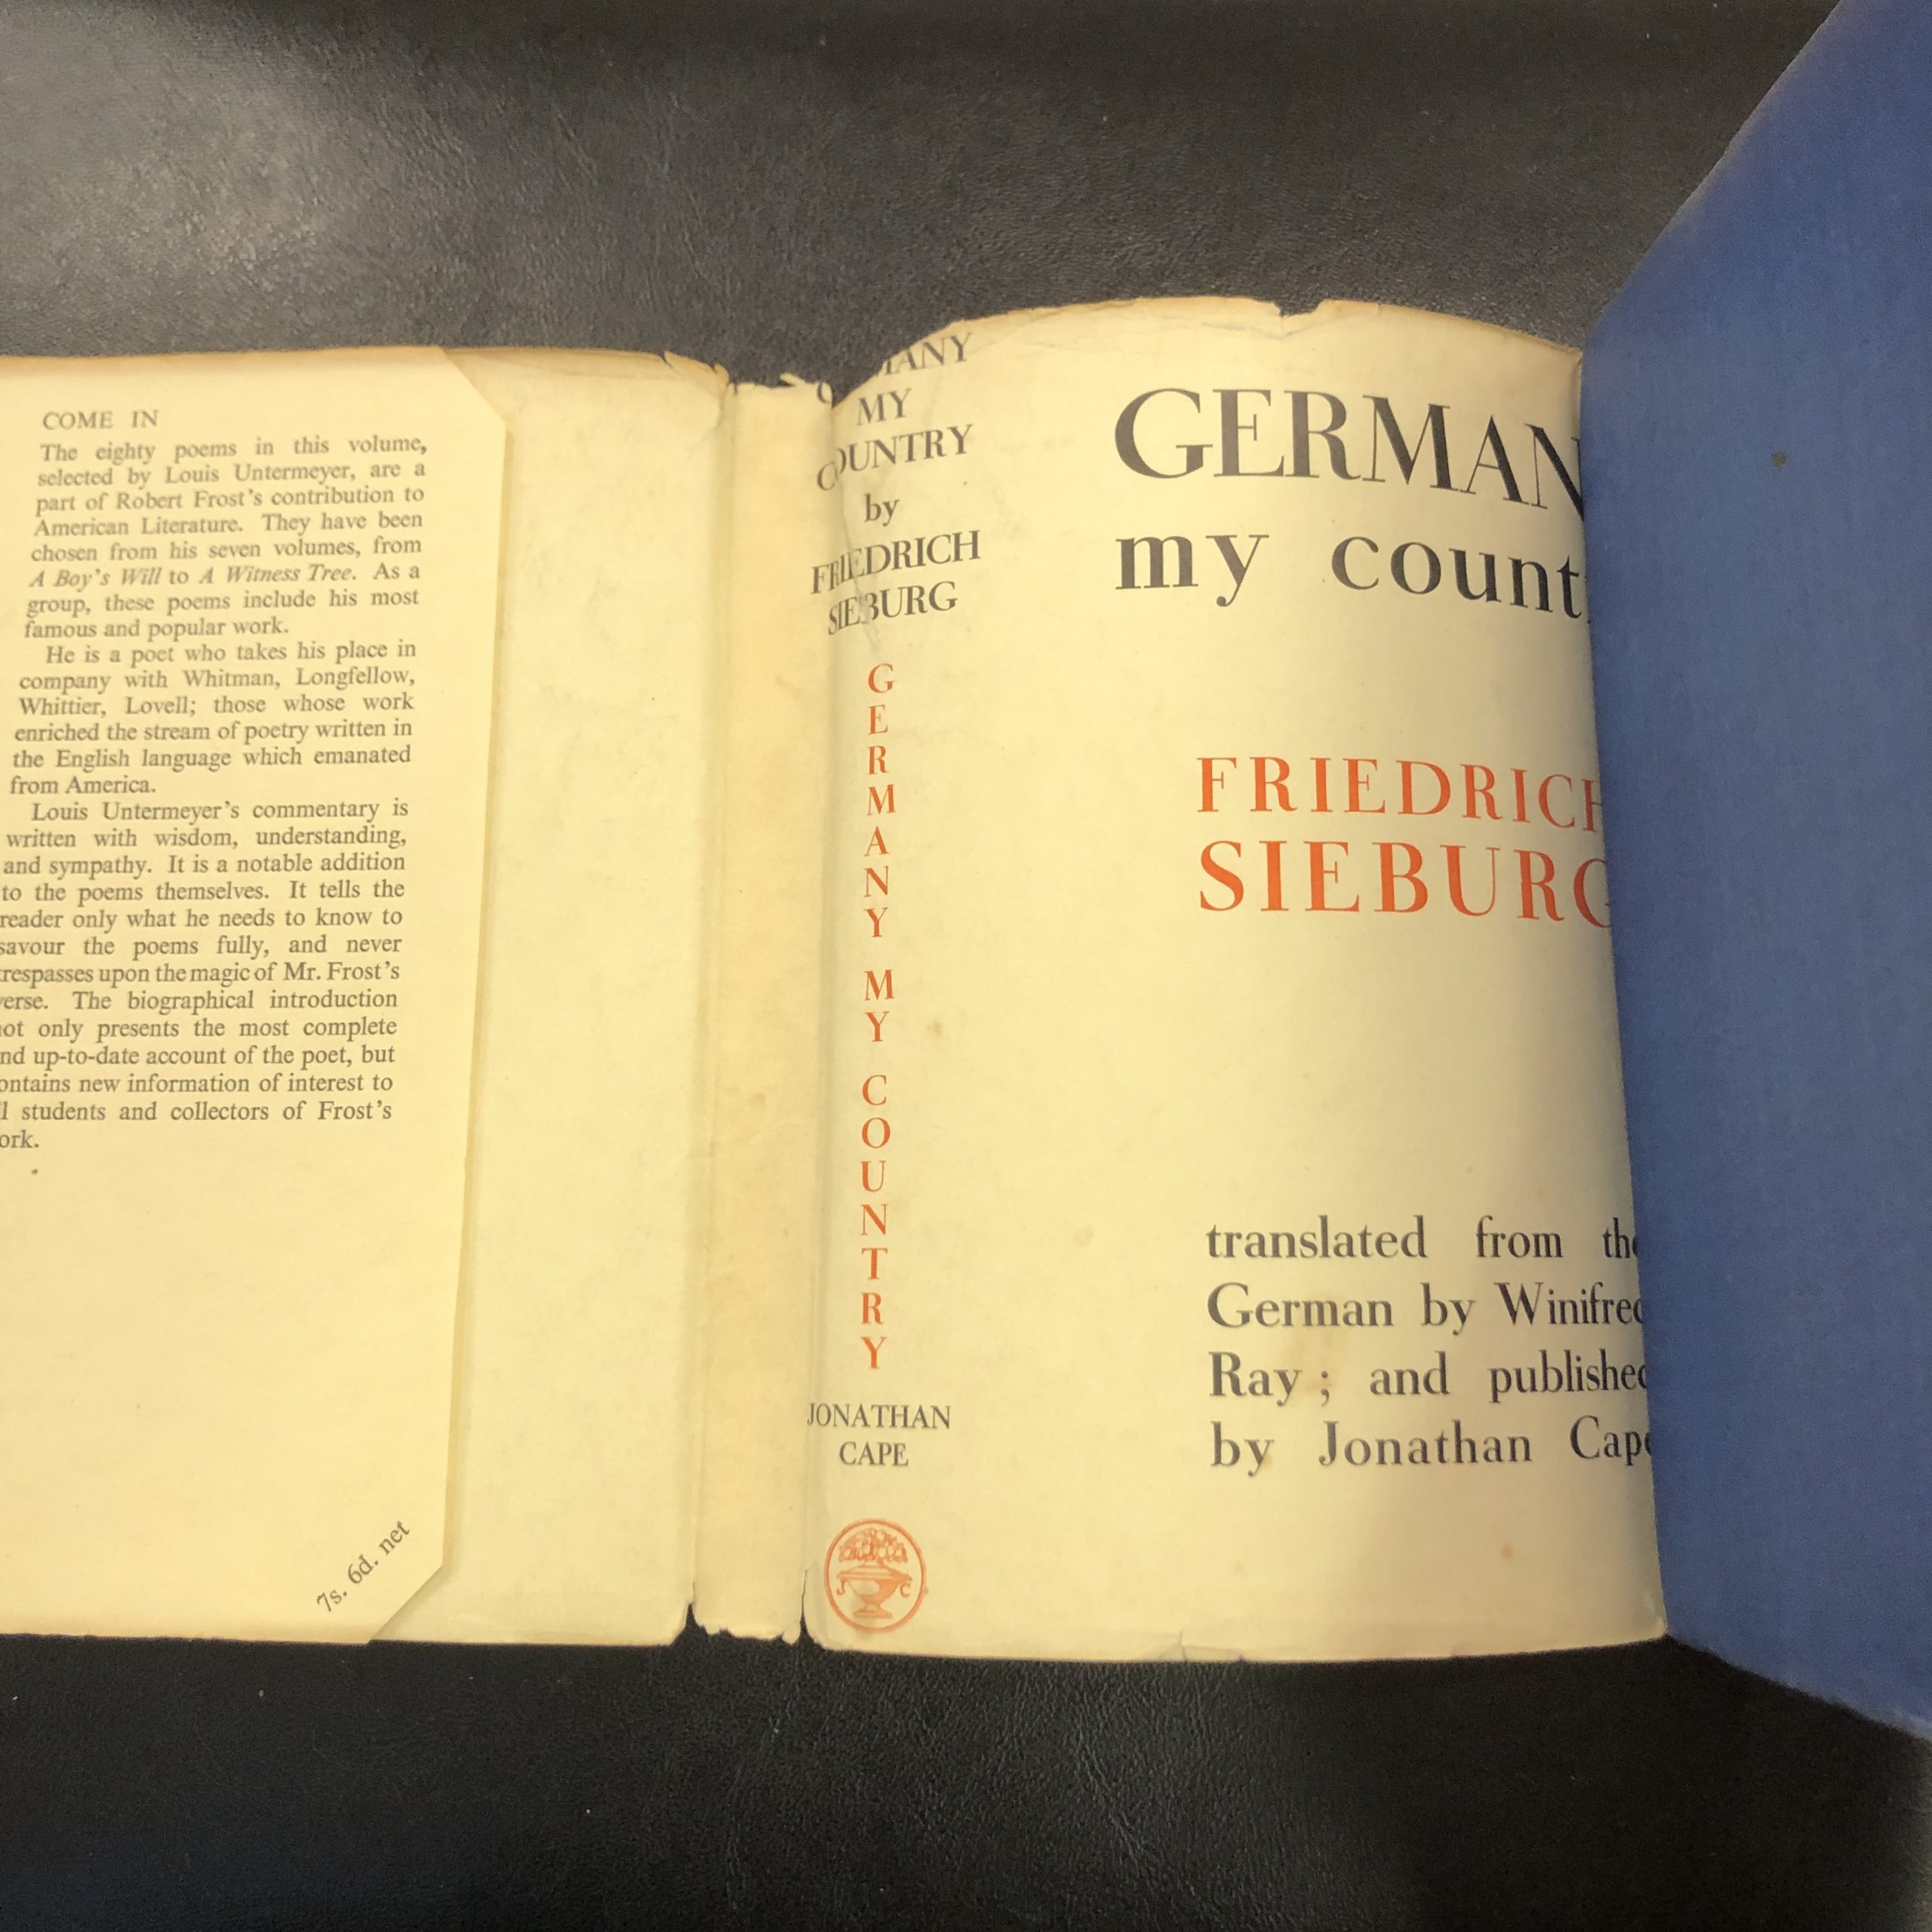 COME IN
The eighty poems in this volume,
selected by Louis Untermeyer, are a
part of Robert Frost's contribution to
American Literature. They have been
chosen from his seven volumes, from
A Boy's Will to A Witness Tree. As a
group, these poems include his most
famous and popular work.
He is a poet who takes his place in
company with Whitman, Longfellow,
Whittier, Lovell; those whose work
enriched the stream of poetry written in
the English language which emanated
from America.
Louis Untermeyer's commentary is
written with wisdom, understanding,
and sympathy. It is a notable addition
to the poems themselves. It tells the
reader only what he needs to know to
savour the poems fully, and never
trespasses upon the magic of Mr. Frost's
verse. The biographical introduction
not only presents the most complete
and up-to-date account of the poet, but
contains new information of interest to
students and collectors of Frost's
work.
7s. 6d. net
MY
COUNTRY
by
FRIEDRICH
SIEBURG
GERMANY MY COUNTRY
JONATHAN
CAPE
J C
GERMAN
my count
FRIEDRICH
SIEBURG
translated from the
German by Winifred
Ray ; and published
by Jonathan Cape